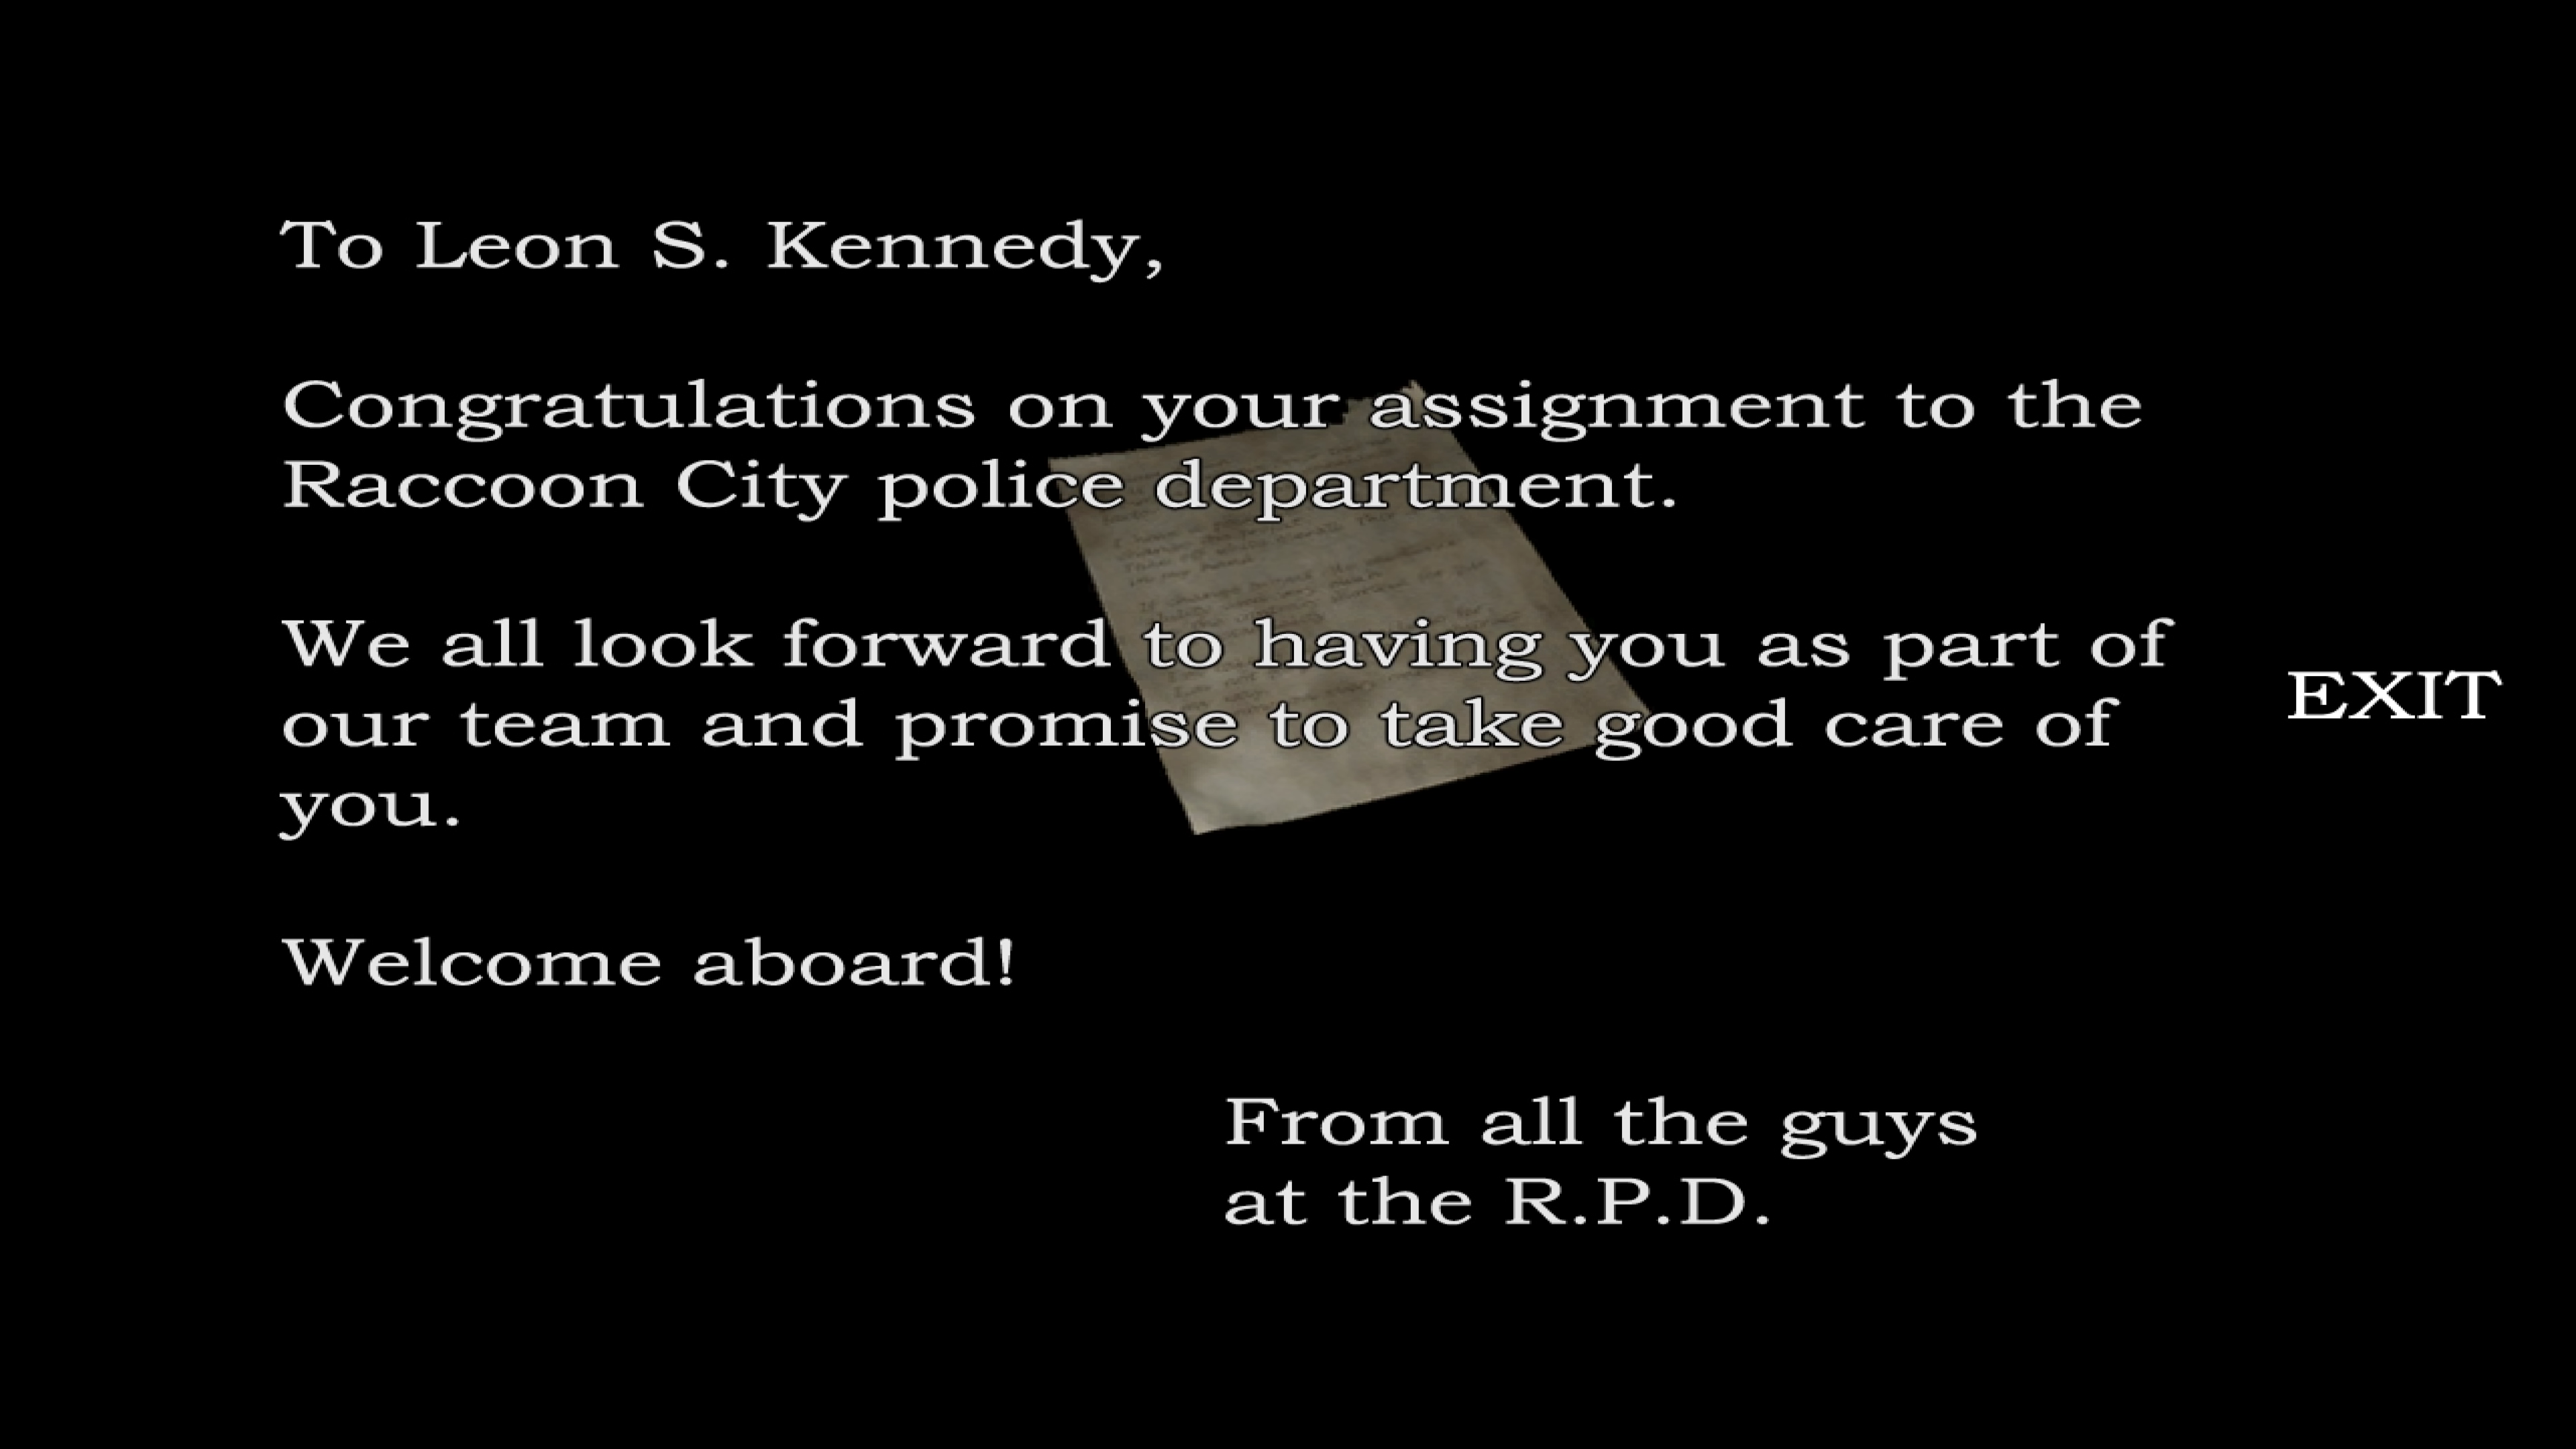 To Leon S. Kennedy,
Congratulations on your assignment to the
Raccoon City police department.
We all look forward to having you as part of
our team and promise to take good care of
you.
EXIT
Welcome aboard!
From all the guys
at the R.P.D.